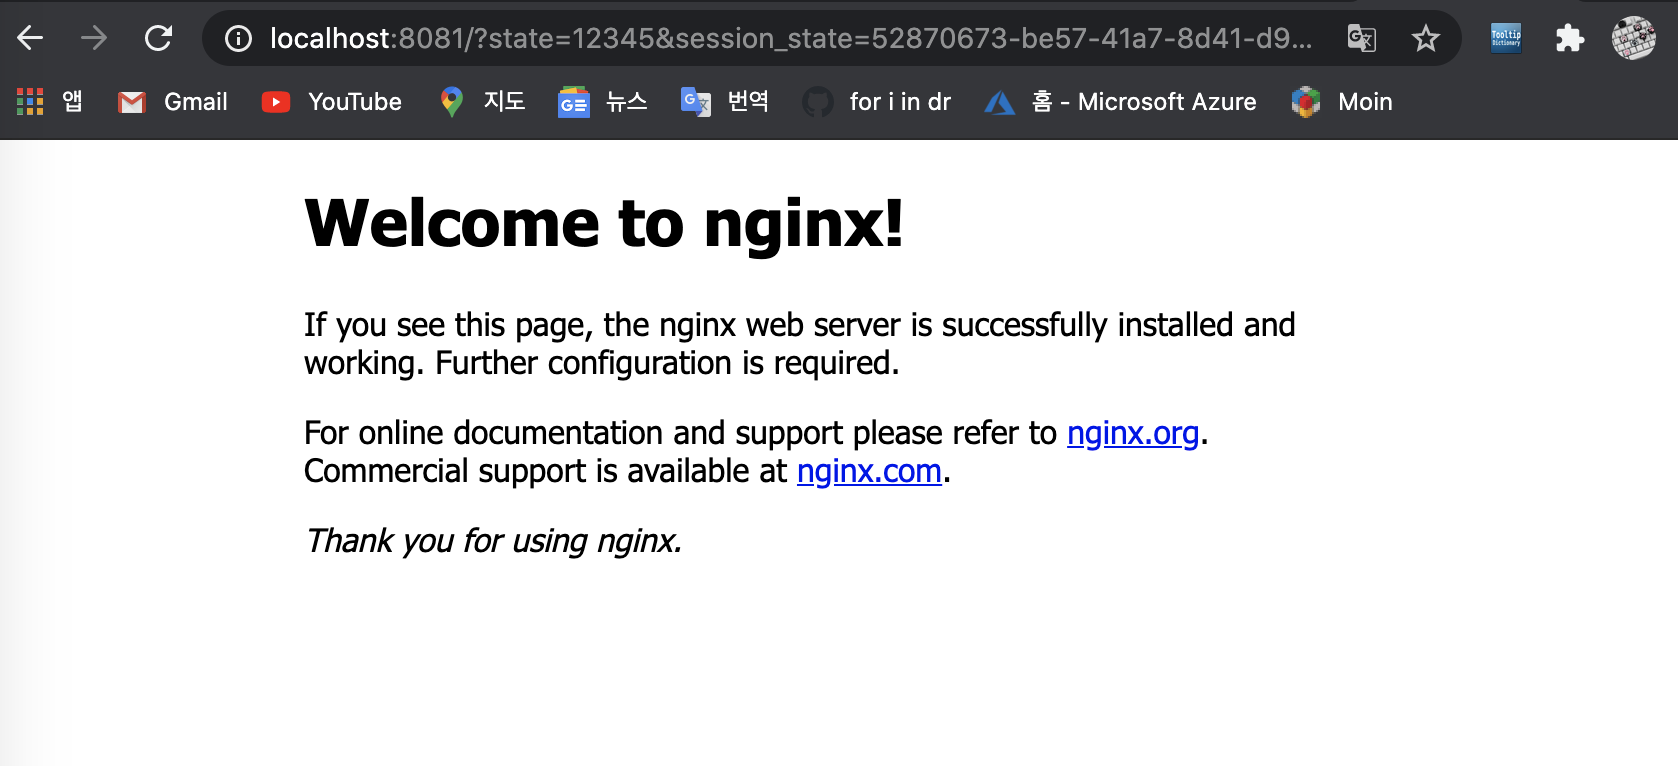 localhost:8081/?state=12345&session_state=52870673-be57-41a7-8d41-d9...
Tooltip
Dictionary
앱 Gmail YouTube 지도 뉴스 번역 for i in dr 홈 - Microsoft Azure Moin
Welcome to nginx!
If you see this page, the nginx web server is successfully installed and
working. Further configuration is required.
For online documentation and support please refer to nginx.org.
Commercial support is available at nginx.com.
Thank you for using nginx.